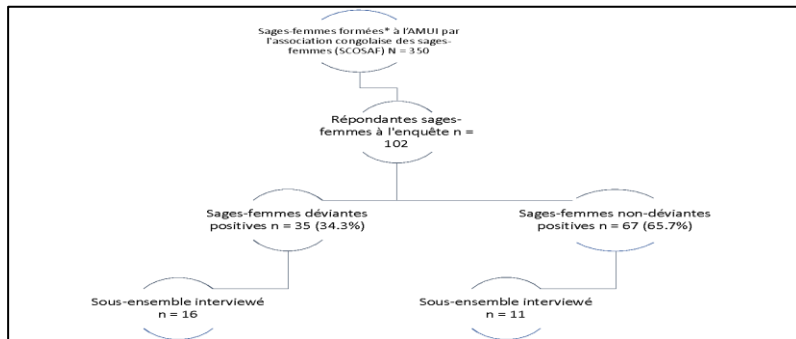 Sages-femmes formées* à l'AMUI par
l'association congolaise des sages-
femmes (SCOSAF) N = 350
Répondantes sages-
femmes à l'enquête n =
102
Sages-femmes déviantes
positives n = 35 (34.3%)
Sages-femmes non-déviantes
positives n = 67 (65.7%)
Sous-ensemble interviewé
n = 16
Sous-ensemble interviewé
n = 11